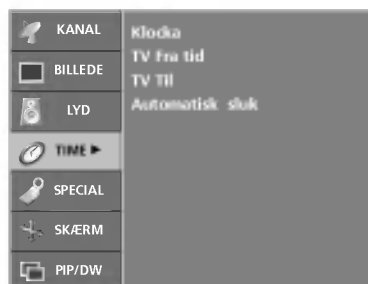 KANAL
BILLEDE
LYD
TIME ►
SPECIAL
SKÆRM
PIP/DW
Klocka
TV Fra tid
TV Til
Automatisk sluk